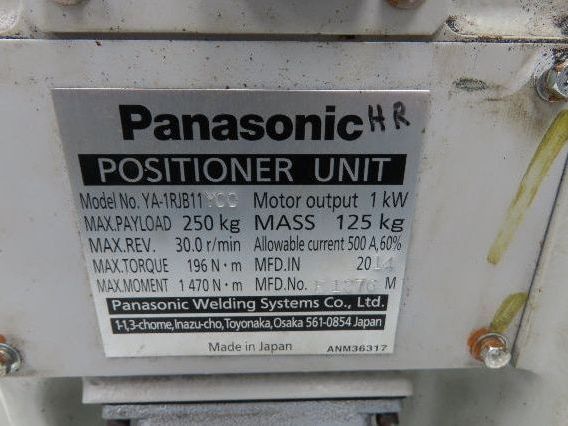 Panasonic HR
POSITIONER UNIT
Model No. YA-1RJB11 Motor output 1 kW
MAX.PAYLOAD 250 kg MASS 125 kg
MAX.REV. 30.0 r/min Allowable current 500 A,60%
MAX.TORQUE 196 N·m MFD.IN 2014
MAX.MOMENT 1 470 N·m MFD.No. M
Panasonic Welding Systems Co., Ltd.
1-1,3-chome,Inazu-cho,Toyonaka,Osaka 561-0854 Japan
Made in Japan ANM36317